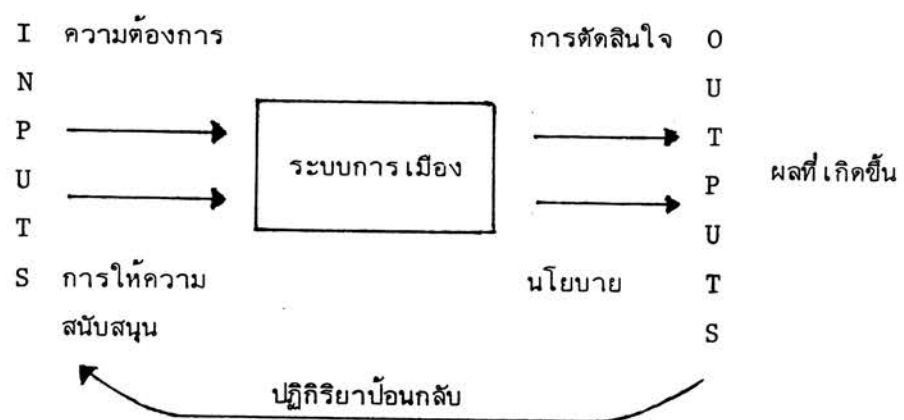 INPUTS
ความต้องการ
การให้ความ
สนับสนุน
ระบบการเมือง
การตัดสินใจ
นโยบาย
OUTPUTS
ผลที่เกิดขึ้น
ปฏิกิริยาป้อนกลับ